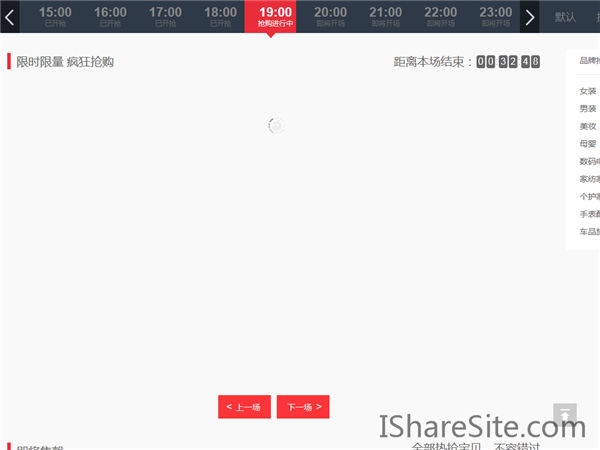 15:00 16:00 17:00 18:00 19:00 20:00 21:00 22:00 23:00 默认
已开抢 已开抢 已开抢 已开抢 抢购进行中 即将开场 即将开场 即将开场 即将开场
限时限量 疯狂抢购 距离本场结束：00:32:48
品牌
女装
男装
美妆
母婴
数码
家纺
个护
手表
车品
< 上一场 下一场 >
IShareSite.com
全部热抢宝贝，不容错过